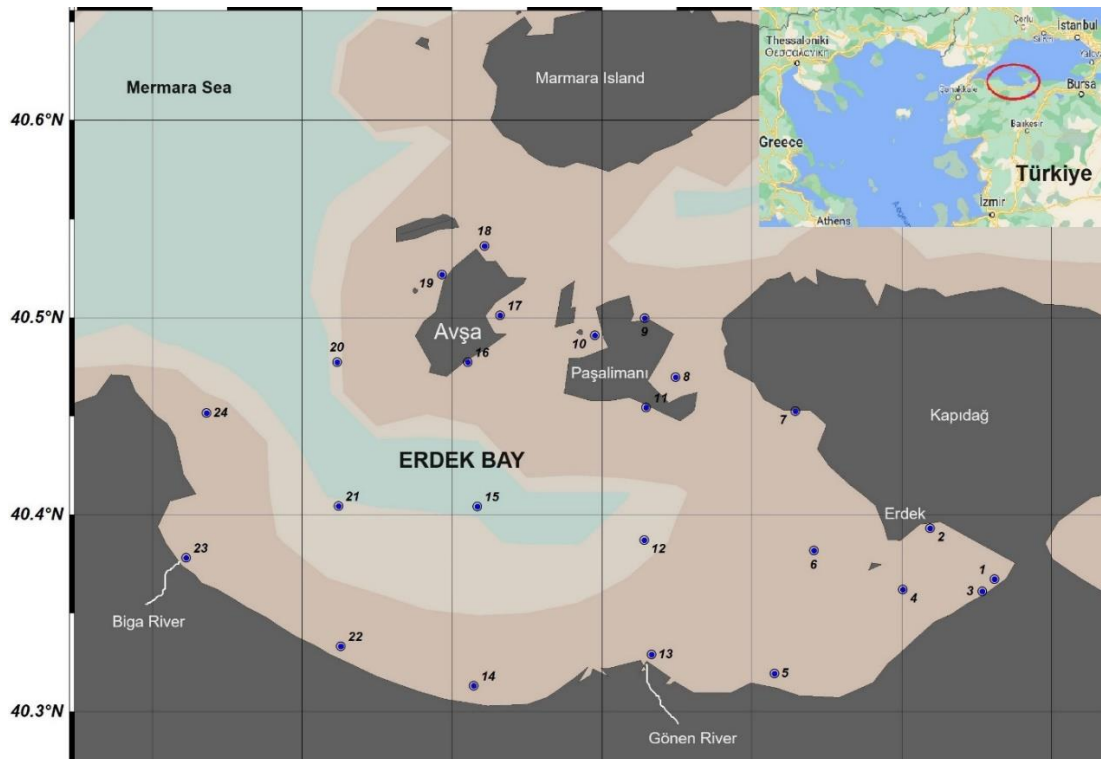 Mermara Sea
Marmara Island
40.6°N
40.5°N
40.4°N
40.3°N
18
19
17
Avşa
16
20
10
9
Paşalimanı
8
11
7
Kapıdağ
24
ERDEK BAY
21
15
Erdek
2
12
6
1
3
4
23
Biga River
22
14
13
5
Gönen River
Thessaloniki
Θεσσαλονίκη
Çorlu
İstanbul
Çanakkale
Bursa
Balıkesir
Greece
Türkiye
İzmir
Athens